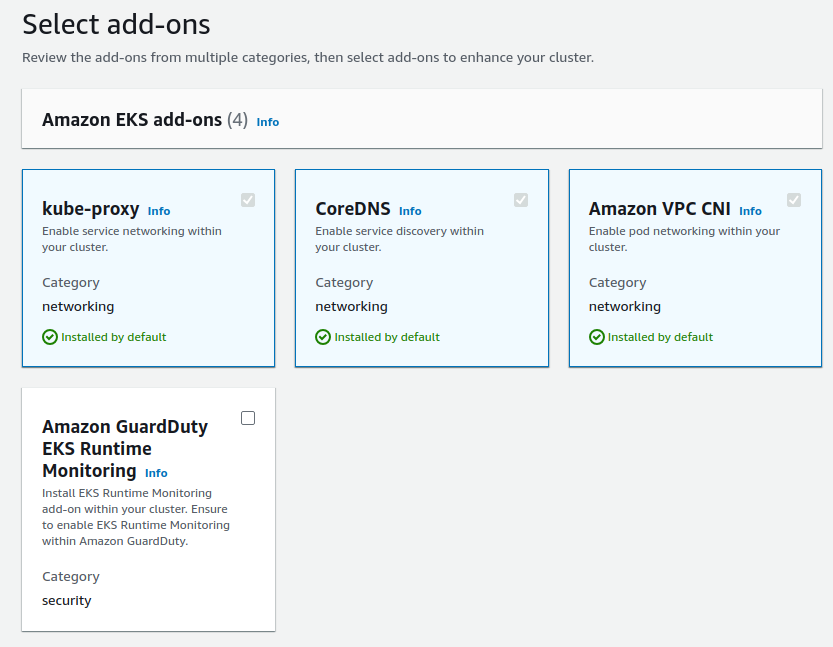 Select add-ons
Review the add-ons from multiple categories, then select add-ons to enhance your cluster.
Amazon EKS add-ons (4) Info
kube-proxy Info
Enable service networking within
your cluster.
Category
networking
Installed by default
CoreDNS Info
Enable service discovery within
your cluster.
Category
networking
Installed by default
Amazon VPC CNI Info
Enable pod networking within your
cluster.
Category
networking
Installed by default
Amazon GuardDuty
EKS Runtime
Monitoring Info
Install EKS Runtime Monitoring
add-on within your cluster. Ensure
to enable EKS Runtime Monitoring
within Amazon GuardDuty.
Category
security